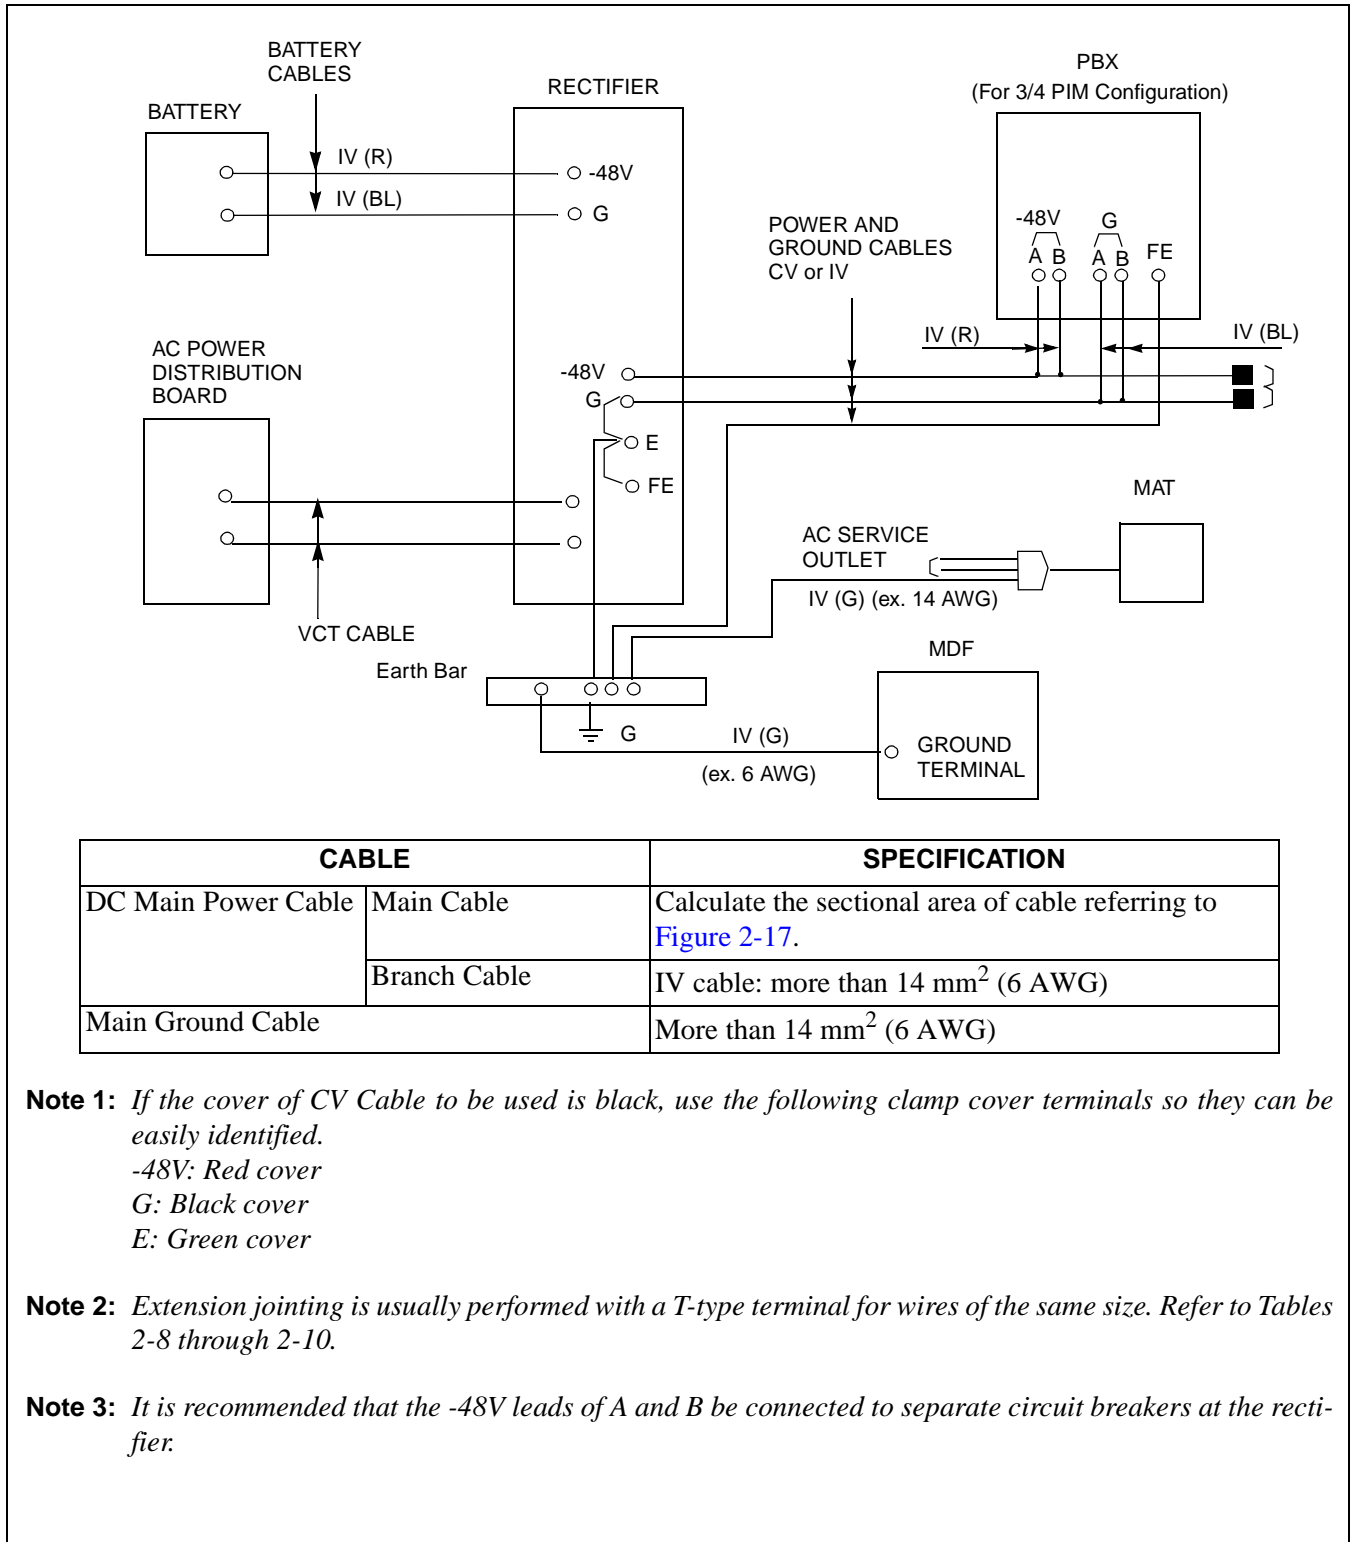 BATTERY
CABLES
BATTERY
IV (R)
IV (BL)
RECTIFIER
-48V
G
PBX
(For 3/4 PIM Configuration)
-48V
G
A B
A B
FE
POWER AND
GROUND CABLES
CV or IV
IV (R)
IV (BL)
AC POWER
DISTRIBUTION
BOARD
-48V
G
E
FE
VCT CABLE
MAT
AC SERVICE
OUTLET
IV (G) (ex. 14 AWG)
Earth Bar
G
IV (G)
(ex. 6 AWG)
MDF
GROUND
TERMINAL
CABLE SPECIFICATION
DC Main Power Cable Main Cable Calculate the sectional area of cable referring to
Figure 2-17.
Branch Cable IV cable: more than 14 mm2 (6 AWG)
Main Ground Cable More than 14 mm2 (6 AWG)
Note 1: If the cover of CV Cable to be used is black, use the following clamp cover terminals so they can be
easily identified.
-48V: Red cover
G: Black cover
E: Green cover
Note 2: Extension jointing is usually performed with a T-type terminal for wires of the same size. Refer to Tables
2-8 through 2-10.
Note 3: It is recommended that the -48V leads of A and B be connected to separate circuit breakers at the recti-
fier.